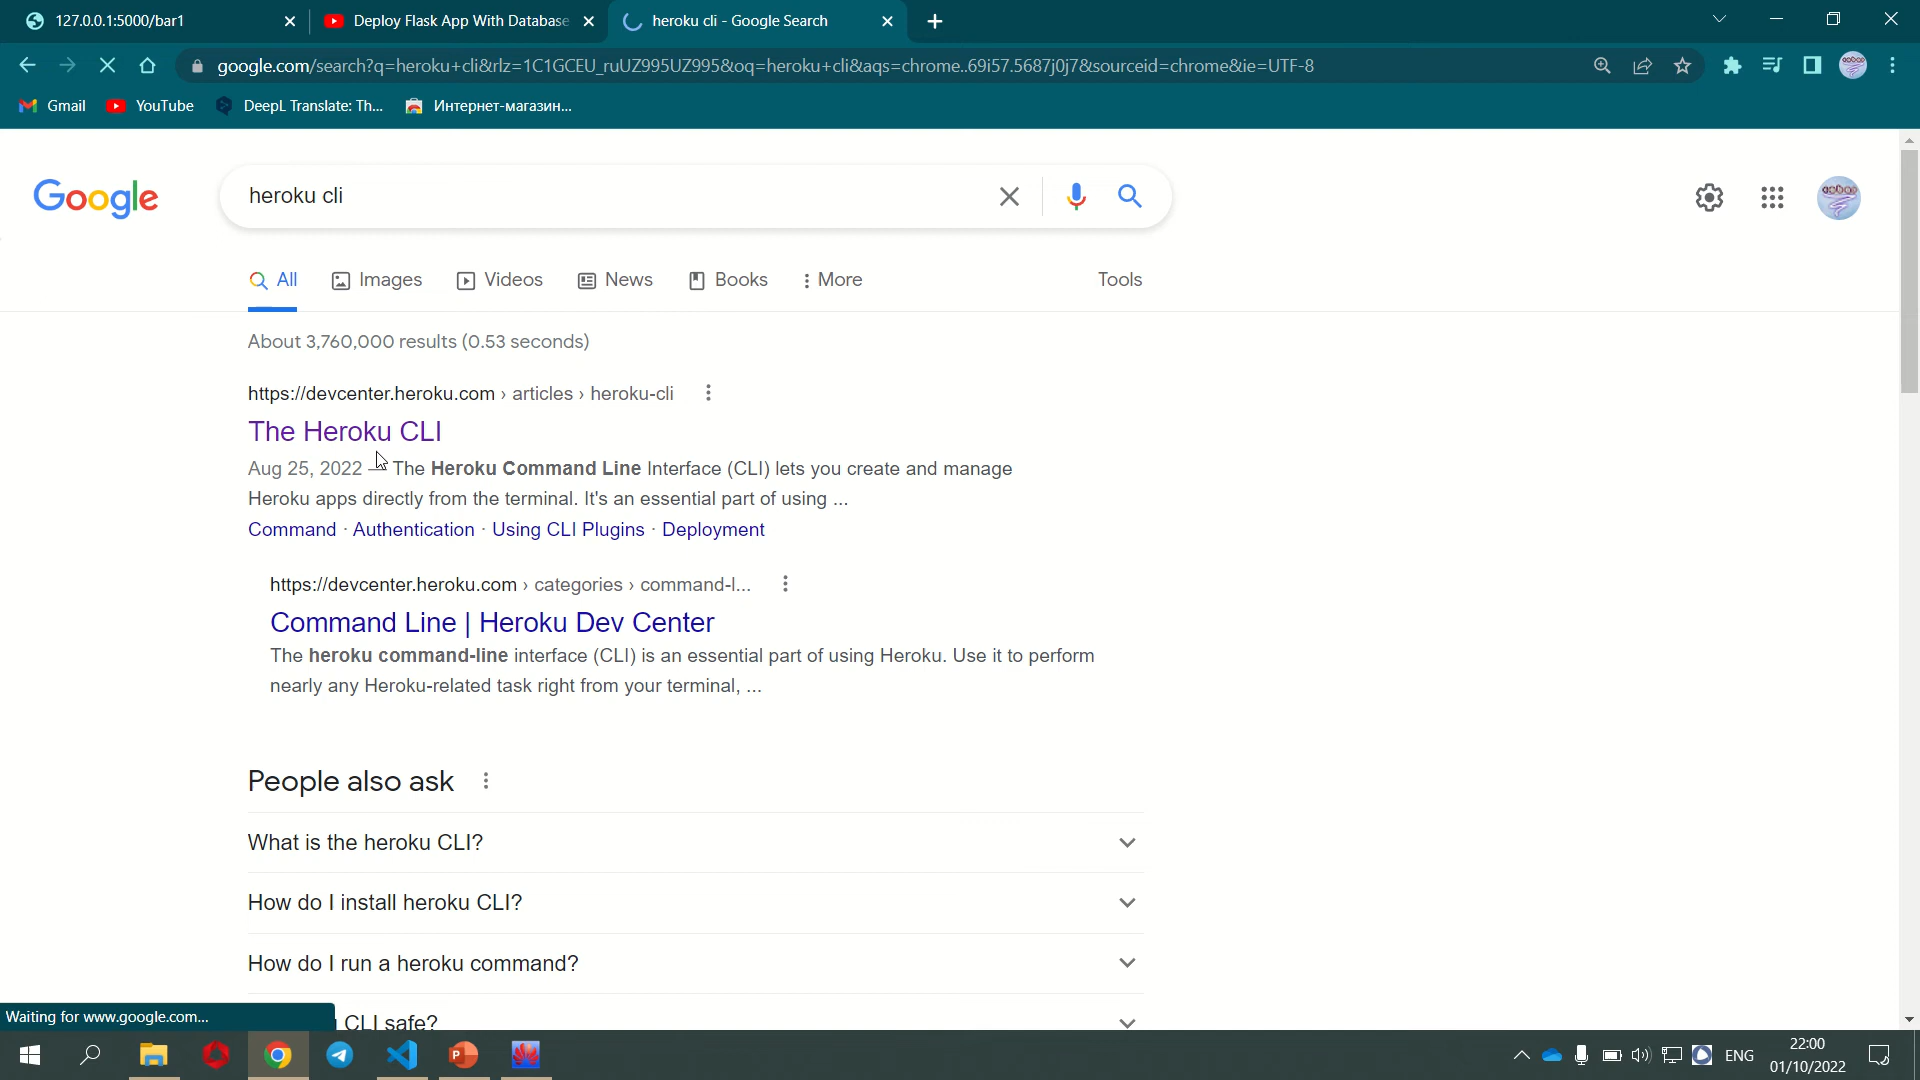 127.0.0.1:5000/bar1
Deploy Flask App With Database
heroku cli - Google Search
google.com/search?q=heroku+cli&rlz=1C1GCEU_ruUZ995UZ995&oq=heroku+cli&aqs=chrome..69i57.5687j0j7&sourceid=chrome&ie=UTF-8
Gmail YouTube DeepL Translate: Th... Интернет-магазин...
Google
heroku cli
All Images Videos News Books More Tools
About 3,760,000 results (0.53 seconds)
https://devcenter.heroku.com › articles › heroku-cli
The Heroku CLI
Aug 25, 2022 — The Heroku Command Line Interface (CLI) lets you create and manage
Heroku apps directly from the terminal. It's an essential part of using ...
Command · Authentication · Using CLI Plugins · Deployment
https://devcenter.heroku.com › categories › command-l...
Command Line | Heroku Dev Center
The heroku command-line interface (CLI) is an essential part of using Heroku. Use it to perform
nearly any Heroku-related task right from your terminal, ...
People also ask
What is the heroku CLI?
How do I install heroku CLI?
How do I run a heroku command?
CLI safe?
Waiting for www.google.com...
ENG
22:00
01/10/2022